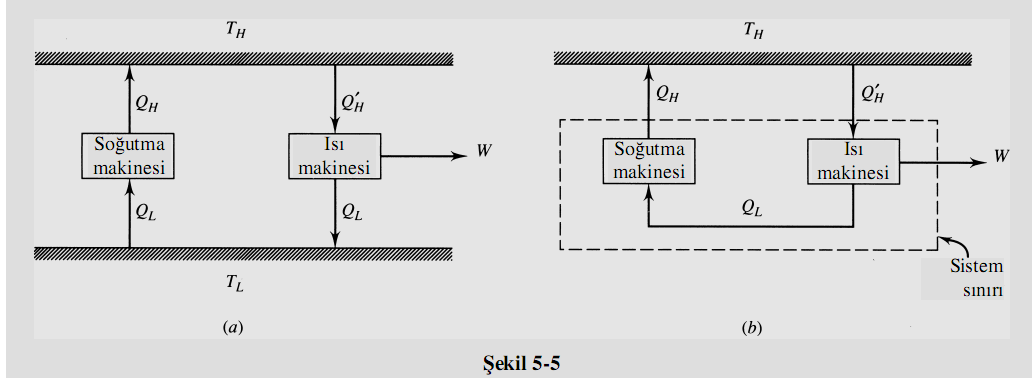 T_H
Q_H
Q'_H
Soğutma
makinesi
Isı
makinesi
W
Q_L
Q_L
T_L
(a)
T_H
Q_H
Q'_H
Soğutma
makinesi
Isı
makinesi
W
Q_L
Sistem
sınırı
(b)
Şekil 5-5